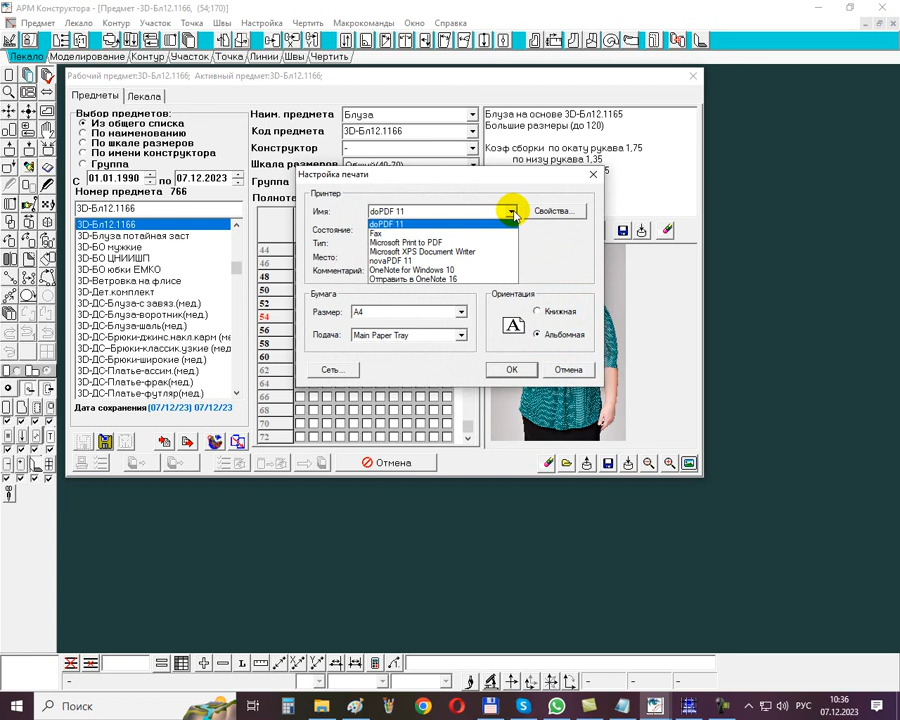 АРМ Конструктора - [Предмет -3D-Бл12.1166, (54;170)]
Предмет Лекало Контур Участок Точка Швы Настройка Чертить Макрокоманды Окно Справка
Лекало Моделирование Контур Участок Точка Линии Швы Чертить
Рабочий предмет:3D-Бл12.1166; Активный предмет:3D-Бл12.1166;
Предметы Лекала
Выбор предметов:
Из общего списка
По наименованию
По шкале размеров
По имени конструктора
Группа
С 01.01.1990 по 07.12.2023
Номер предмета 766
3D-Бл12.1166
3D-Бл12.1166
3D-Блуза потайная заст
3D-БО мужкие
3D-БО ЦНИИШП
3D-БО юбки ЕМКО
3D-Ветровка на флисе
3D-Дет.комплект
3D-ДС-Блуза-с завяз.(мед.)
3D-ДС-Блуза-воротник(мед.)
3D-ДС-Блуза-шаль(мед.)
3D-ДС-Брюки-джинс.накл.карм (ме
3D-ДС-Брюки-классик.узкие (мед.)
3D-ДС-Брюки-широкие (мед.)
3D-ДС-Платье-ассим.(мед.)
3D-ДС-Платье-фрак(мед.)
3D-ДС-Платье-футляр(мед.)
Дата сохранения (07/12/23) 07/12/23
Наим. предмета Блуза
Код предмета 3D-Бл12.1166
Конструктор -
Шкала размеров
Группа
Полнота
Блуза на основе 3D-Бл12.1165
Большие размеры (до 120)
Коэф сборки по окату рукава 1,75
по низу рукава 1,35
44
46
48
50
52
54
56
58
60
62
64
66
68
70
72
Отмена
Настройка печати
Принтер
Имя: doPDF 11 Свойства...
doPDF 11
Fax
Microsoft Print to PDF
Microsoft XPS Document Writer
novaPDF 11
OneNote for Windows 10
Отправить в OneNote 16
Состояние:
Тип:
Место:
Комментарий:
Бумага
Размер: A4
Подача: Main Paper Tray
Ориентация
A
Книжная
Альбомная
Сеть... OK Отмена
L
Поиск
РУС
10:36
07.12.2023